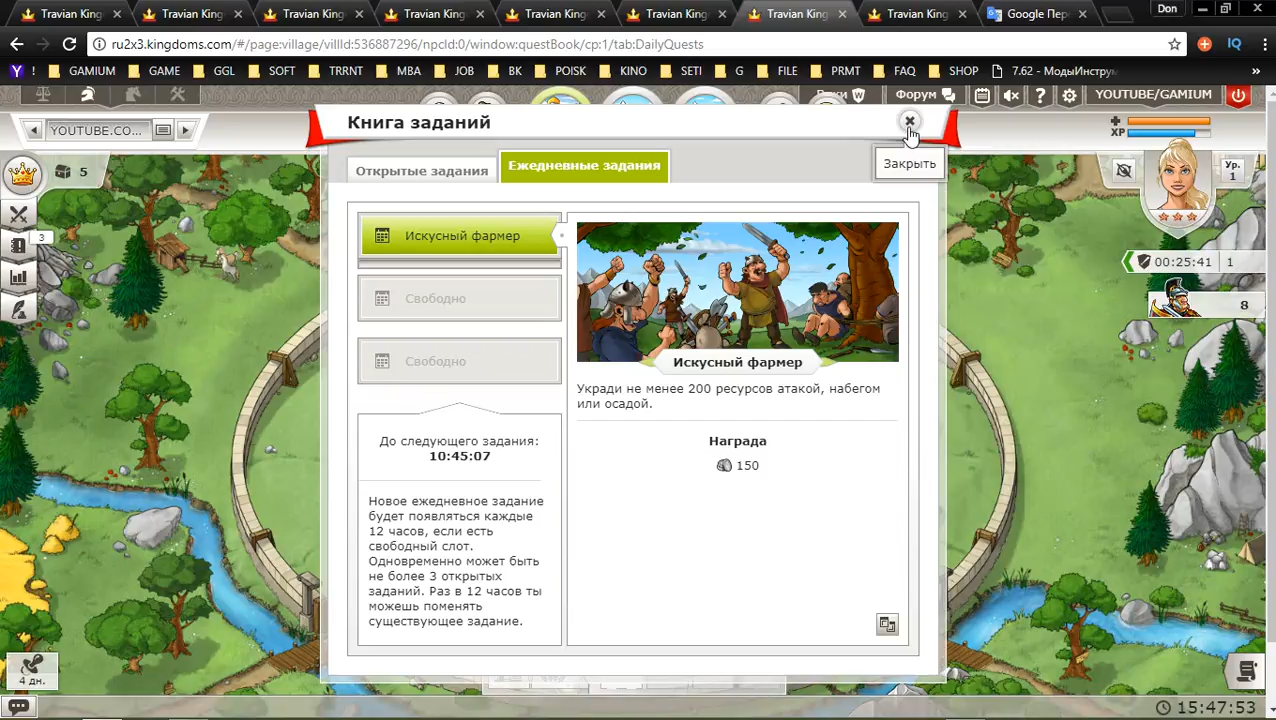 Travian King
Travian King
Travian King
Travian King
Travian King
Travian King
Travian King
Travian King
Google Пер
Don
ru2x3.kingdoms.com/#/page:village/villId:536887296/npcId:0/window:questBook/cp:1/tab:DailyQuests
IQ
Y !
GAMIUM
GAME
GGL
SOFT
TRRNT
MBA
JOB
BK
POISK
KINO
SETI
G
FILE
PRMT
FAQ
SHOP
7.62 - МодыИнструм
»
Форум
?
YOUTUBE/GAMIUM
YOUTUBE.CO...
Книга заданий
XP
Закрыть
5
Открытые задания
Ежедневные задания
Ур.
1
3
Искусный фармер
00:25:41
1
Свободно
8
Свободно
Искусный фармер
Укради не менее 200 ресурсов атакой, набегом
или осадой.
До следующего задания:
10:45:07
Награда
150
Новое ежедневное задание
будет появляться каждые
12 часов, если есть
свободный слот.
Одновременно может быть
не более 3 открытых
заданий. Раз в 12 часов ты
можешь поменять
существующее задание.
4 дн.
15:47:53